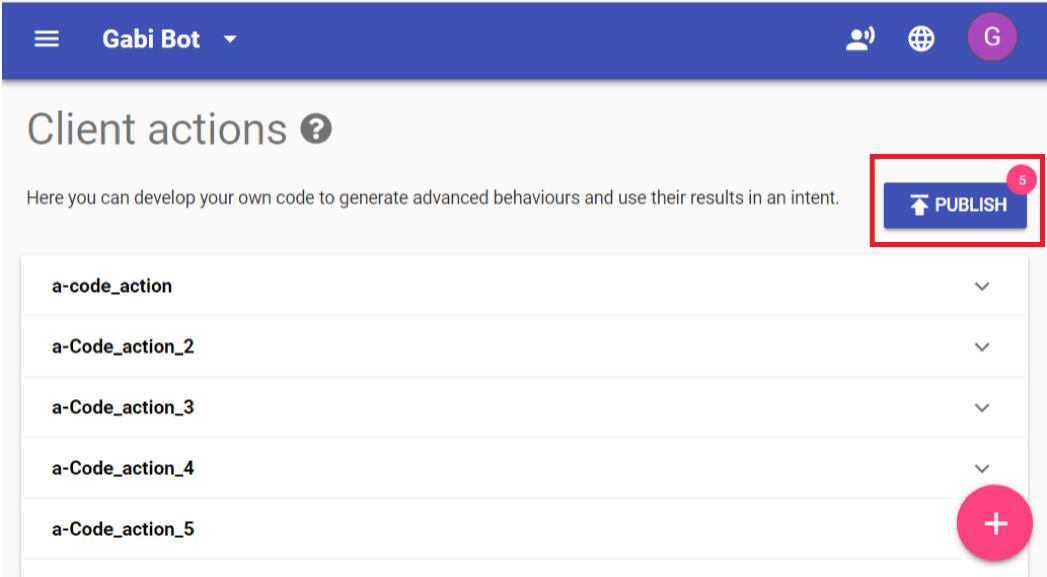 Gabi Bot
G
Client actions ?
Here you can develop your own code to generate advanced behaviours and use their results in an intent.
5
PUBLISH
a-code_action
a-Code_action_2
a-Code_action_3
a-Code_action_4
a-Code_action_5